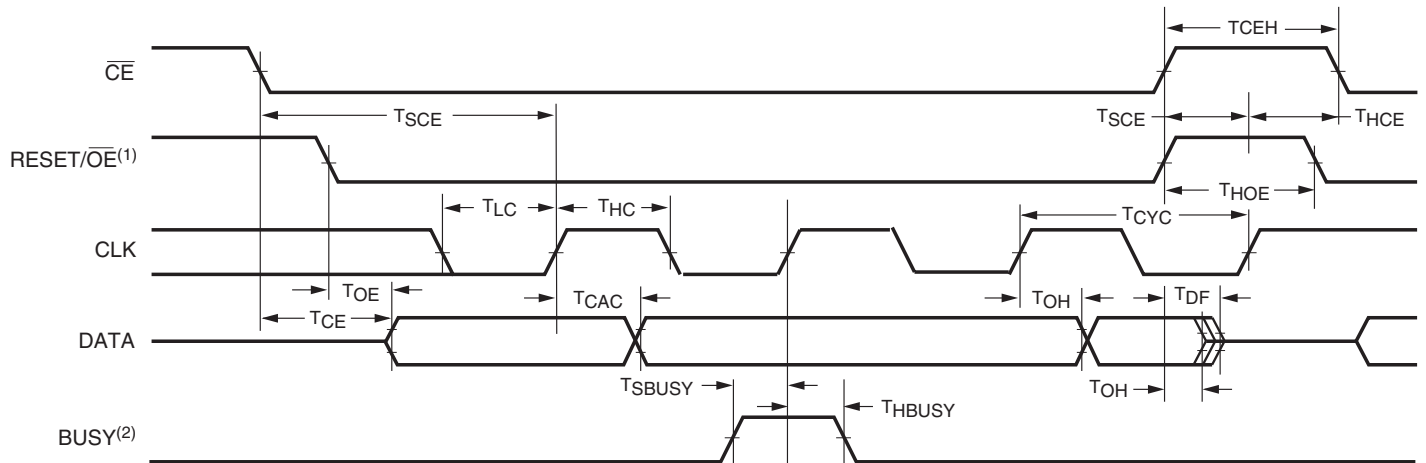 TCEH
CE
TSCE
TSCE
THCE
RESET/OE(1)
TLC
THC
THOE
TCYC
CLK
TOE
TCAC
TOH
TDF
TCE
DATA
TSBUSY
TOH
THBUSY
BUSY(2)